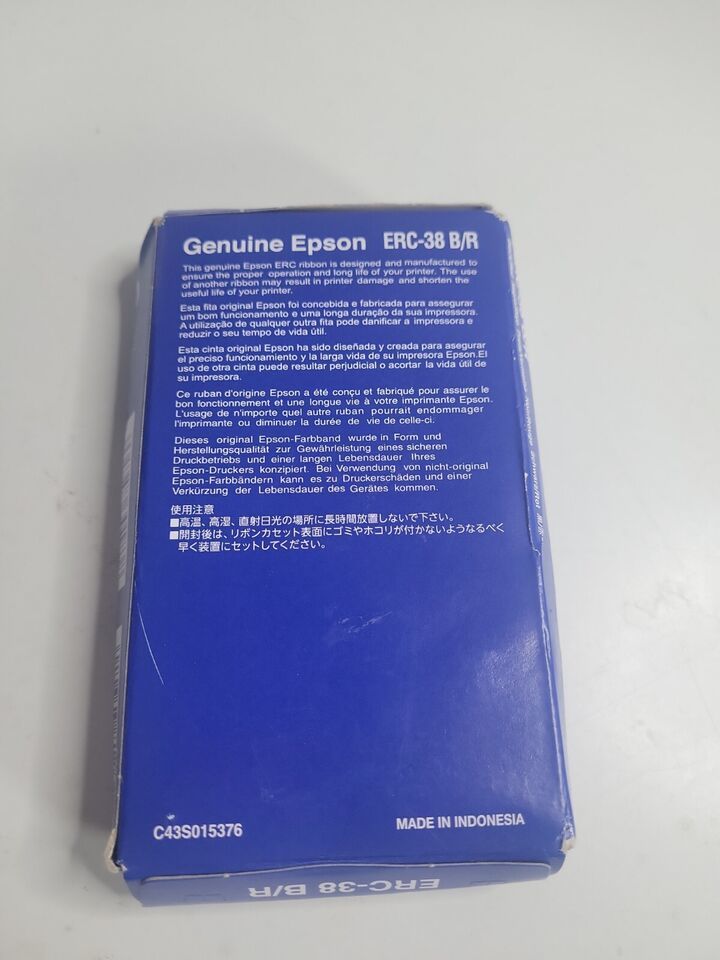 Genuine Epson ERC-38 B/R
This genuine Epson ERC ribbon is designed and manufactured to
ensure the proper operation and long life of your printer. The use
of another ribbon may result in printer damage and shorten the
useful life of your printer.
Esta fita original Epson foi concebida e fabricada para assegurar
um bom funcionamento e uma longa duração da sua impressora.
A utilização de qualquer outra fita pode danificar a impressora e
reduzir o seu tempo de vida útil.
Esta cinta original Epson ha sido diseñada y creada para asegurar
el preciso funcionamiento y la larga vida de su impresora Epson.El
uso de otra cinta puede resultar perjudicial o acortar la vida útil de
su impresora.
Ce ruban d'origine Epson a été conçu et fabriqué pour assurer le
bon fonctionnement et une longue vie à votre imprimante Epson.
L'usage de n'importe quel autre ruban pourrait endommager
l'imprimante ou diminuer la durée de vie de celle-ci.
Dieses original Epson-Farbband wurde in Form und
Herstellungsqualität zur Gewährleistung eines sicheren
Druckbetriebs und einer langen Lebensdauer Ihres
Epson-Druckers konzipiert. Bei Verwendung von nicht-original
Epson-Farbbändern kann es zu Druckerschäden und einer
Verkürzung der Lebensdauer des Gerätes kommen.
使用注意
■高温、高湿、直射日光の場所に長時間放置しないで下さい。
■開封後は、リボンカセット表面にゴミやホコリが付かないようなるべく
早く装置にセットしてください。
C43S015376
MADE IN INDONESIA
ERC-38 B/R